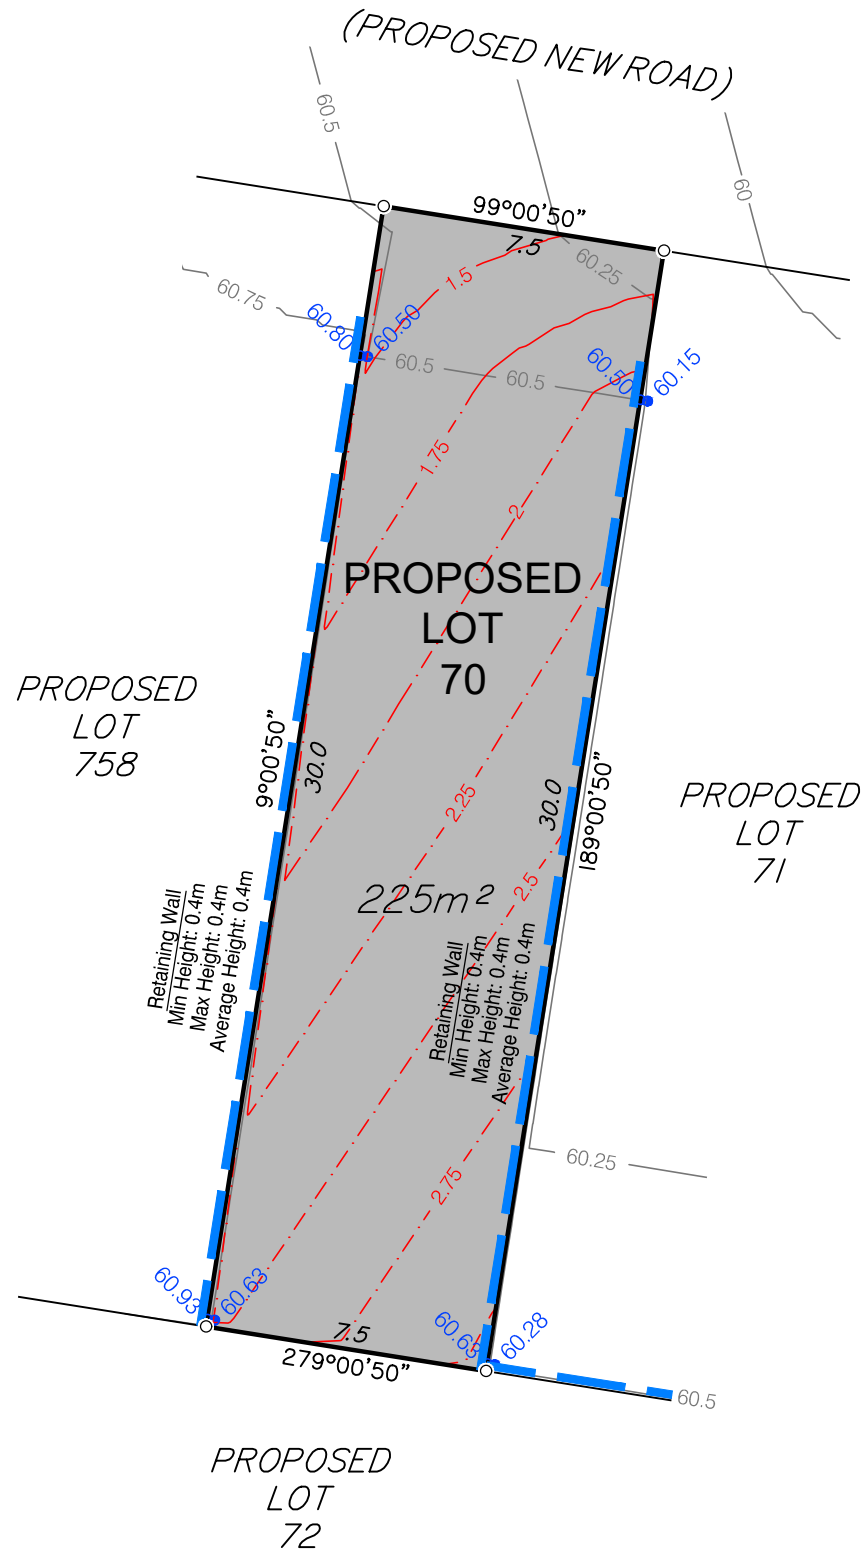 (PROPOSED NEW ROAD)
60.5
60
99°00'50"
7.5
60.25
1.5
60.75
60.80
60.50
60.50
60.15
60.5
60.5
1.75
2
PROPOSED
LOT
70
PROPOSED
LOT
758
9°00'50"
30.0
2.25
30.0
189°00'50"
PROPOSED
LOT
71
225m²
2.5
Retaining Wall
Min Height: 0.4m
Max Height: 0.4m
Average Height: 0.4m
Retaining Wall
Min Height: 0.4m
Max Height: 0.4m
Average Height: 0.4m
60.25
2.75
60.93
60.63
60.63
60.28
7.5
279°00'50"
60.5
PROPOSED
LOT
72